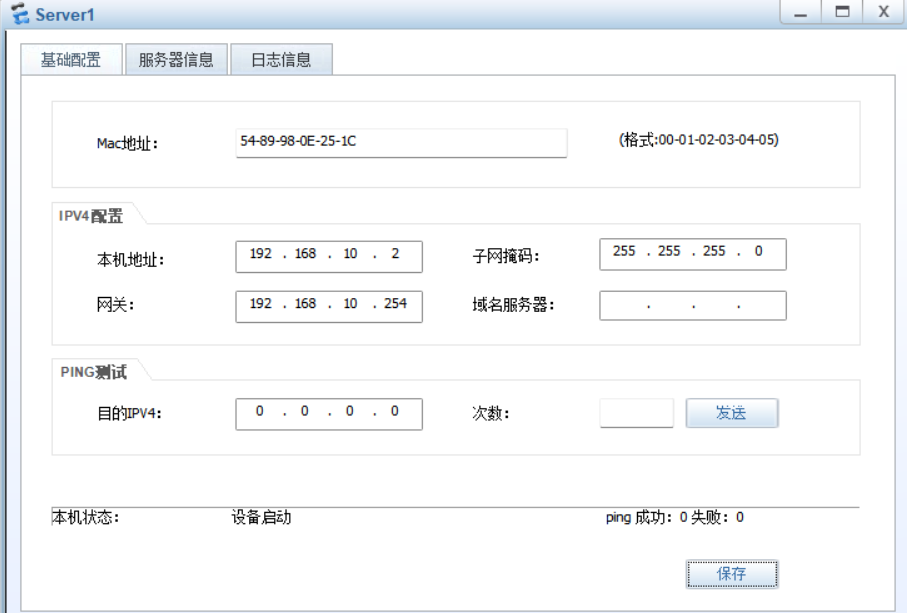 Server1
基础配置 服务器信息 日志信息
Mac地址: 54-89-98-0E-25-1C (格式:00-01-02-03-04-05)
IPV4配置
本机地址: 192 . 168 . 10 . 2 子网掩码: 255 . 255 . 255 . 0
网关: 192 . 168 . 10 . 254 域名服务器: . . .
PING测试
目的IPV4: 0 . 0 . 0 . 0 次数: 发送
本机状态: 设备启动 ping 成功: 0 失败: 0
保存